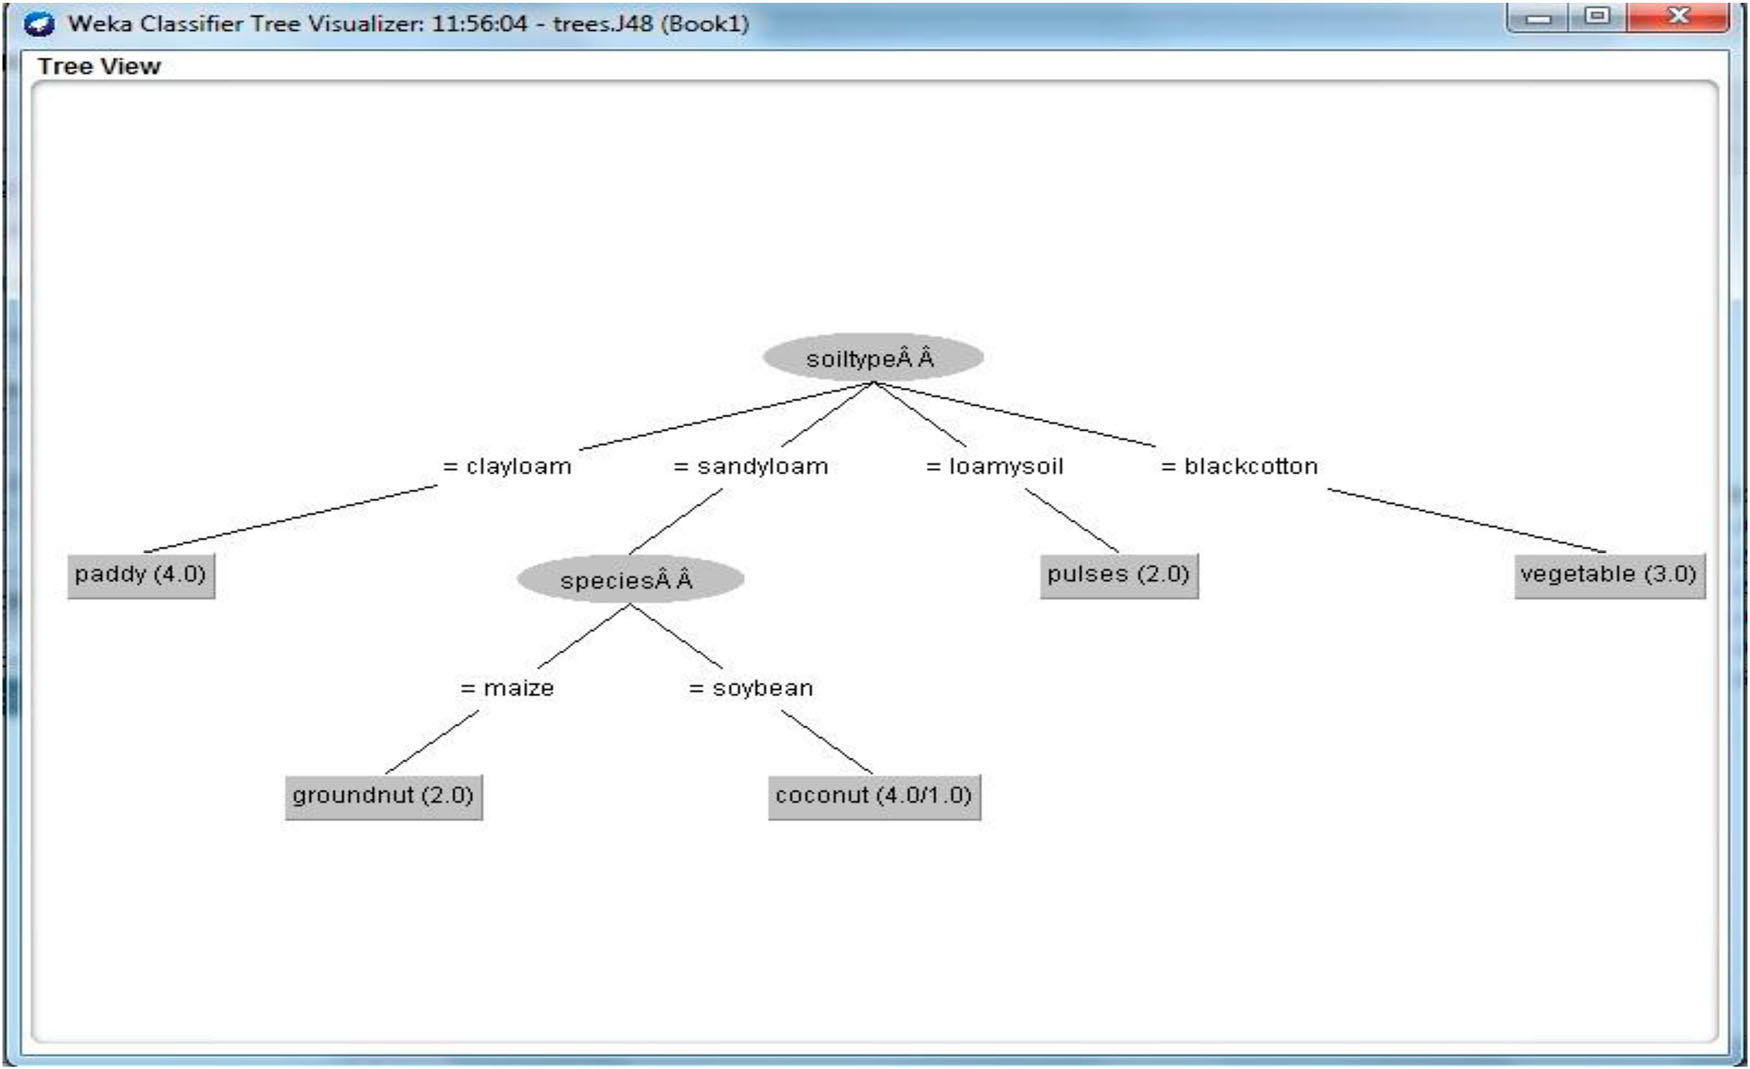 Weka Classifier Tree Visualizer: 11:56:04 - trees.J48 (Book1)
Tree View
soiltypeÂ Â
= clayloam = sandyloam = loamysoil = blackcotton
paddy (4.0) speciesÂ Â pulses (2.0) vegetable (3.0)
= maize = soybean
groundnut (2.0) coconut (4.0/1.0)